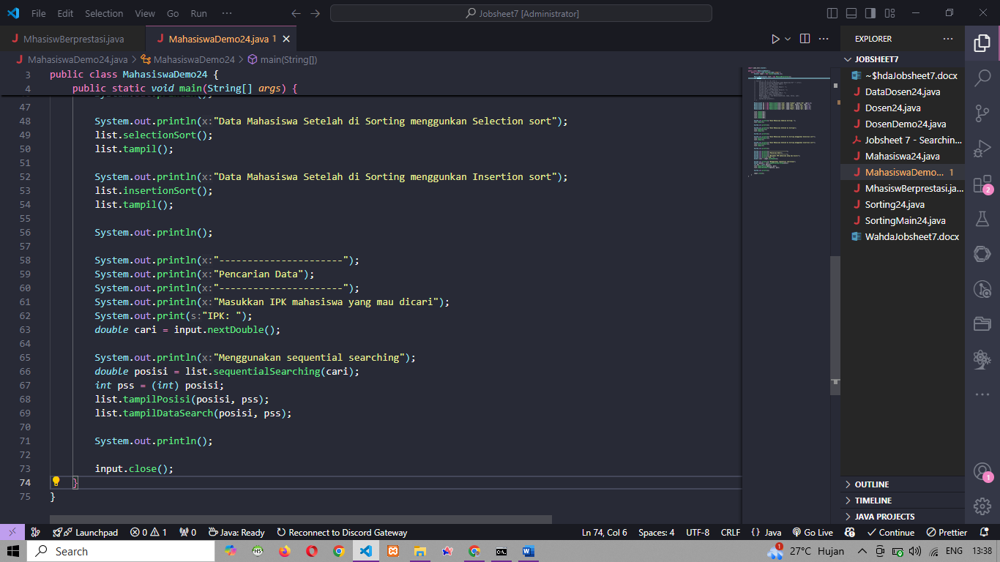 File Edit Selection View Go Run ··· Jobsheet7 [Administrator]
MhasiswBerprestasi.java MahasiswaDemo24.java 1
MahasiswaDemo24.java > MahasiswaDemo24 > main(String[])
3 public class MahasiswaDemo24 {
4 public static void main(String[] args) {
47
48 System.out.println(x:"Data Mahasiswa Setelah di Sorting menggunkan Selection sort");
49 list.selectionSort();
50 list.tampil();
51
52 System.out.println(x:"Data Mahasiswa Setelah di Sorting menggunkan Insertion sort");
53 list.insertionSort();
54 list.tampil();
55
56 System.out.println();
57
58 System.out.println(x:"----------------------");
59 System.out.println(x:"Pencarian Data");
60 System.out.println(x:"----------------------");
61 System.out.println(x:"Masukkan IPK mahasiswa yang mau dicari");
62 System.out.print(s:"IPK: ");
63 double cari = input.nextDouble();
64
65 System.out.println(x:"Menggunakan sequential searching");
66 double posisi = list.sequentialSearching(cari);
67 int pss = (int) posisi;
68 list.tampilPosisi(posisi, pss);
69 list.tampilDataSearch(posisi, pss);
70
71 System.out.println();
72
73 input.close();
74 }
75 }
EXPLORER ···
JOBSHEET7
~$hdaJobsheet7.docx
DataDosen24.java
Dosen24.java
DosenDemo24.java
Jobsheet 7 - Searchin...
Mahasiswa24.java
MahasiswaDemo... 1
MhasiswBerprestasi.ja...
Sorting24.java
SortingMain24.java
WahdaJobsheet7.docx
OUTLINE
TIMELINE
JAVA PROJECTS
2
1
Launchpad 0 1 0 Java: Ready Reconnect to Discord Gateway Ln 74, Col 6 Spaces: 4 UTF-8 CRLF {} Java Go Live Continue Prettier
Search 1 27°C Hujan ENG 13:38